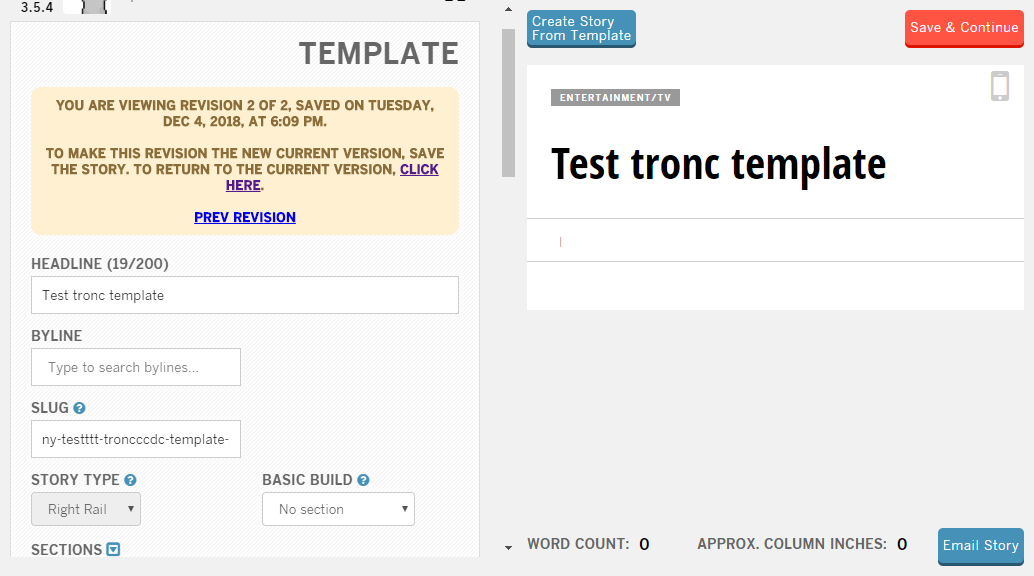 3.5.4
TEMPLATE
YOU ARE VIEWING REVISION 2 OF 2, SAVED ON TUESDAY,
DEC 4, 2018, AT 6:09 PM.
TO MAKE THIS REVISION THE NEW CURRENT VERSION, SAVE
THE STORY. TO RETURN TO THE CURRENT VERSION, CLICK
HERE.
PREV REVISION
HEADLINE (19/200)
Test tronc template
BYLINE
Type to search bylines...
SLUG ?
ny-testttt-troncccdc-template-
STORY TYPE ?
Right Rail
BASIC BUILD ?
No section
SECTIONS
Create Story
From Template
Save & Continue
ENTERTAINMENT/TV
Test tronc template
|
WORD COUNT: 0
APPROX. COLUMN INCHES: 0
Email Story